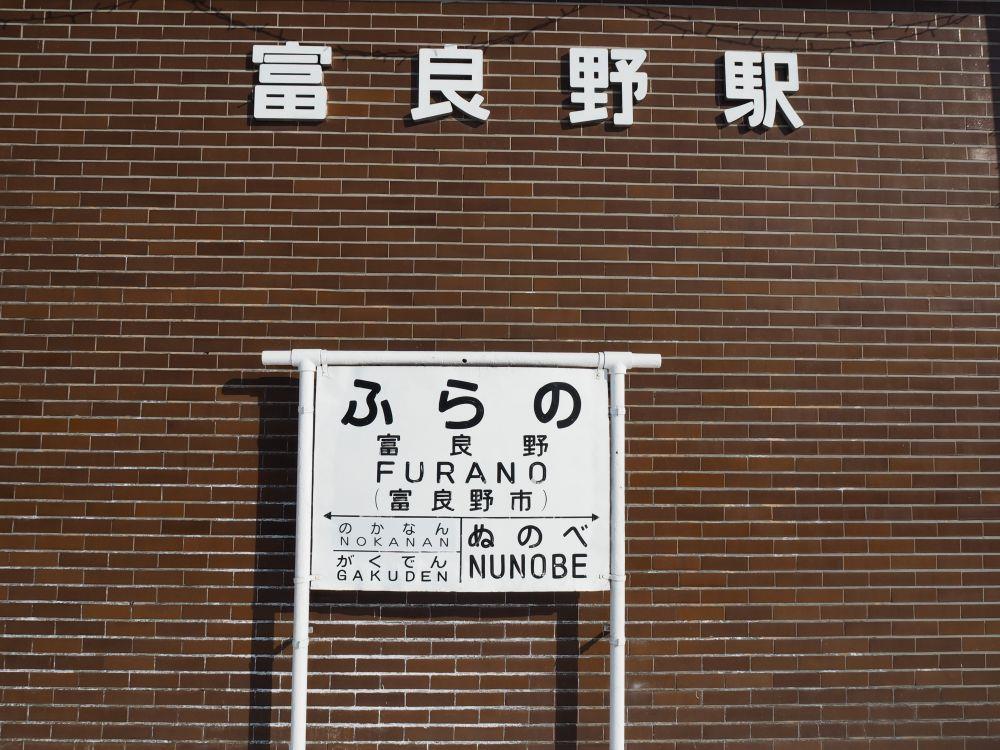 富良野駅
ふらの
富良野
FURANO
(富良野市)
のかなん
NOKANAN
がくでん
GAKUDEN
ぬのべ
NUNOBE